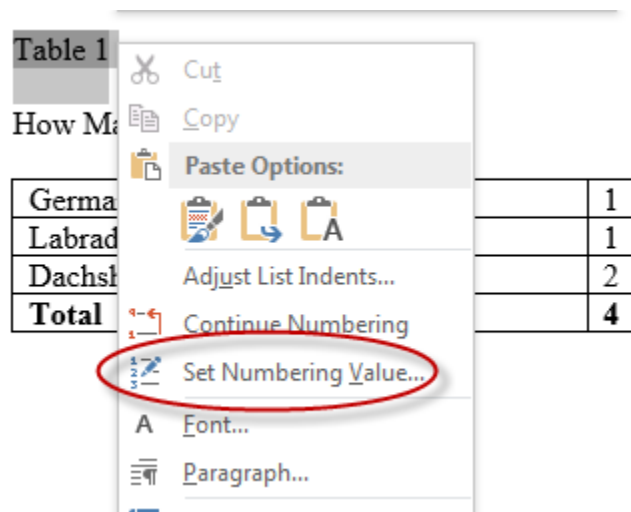 Table 1
Cut
Copy
How Ma
Paste Options:
Germa 1
Labrad 1
Dachsh 2
Total 4
Adjust List Indents...
Continue Numbering
Set Numbering Value...
Font...
Paragraph...